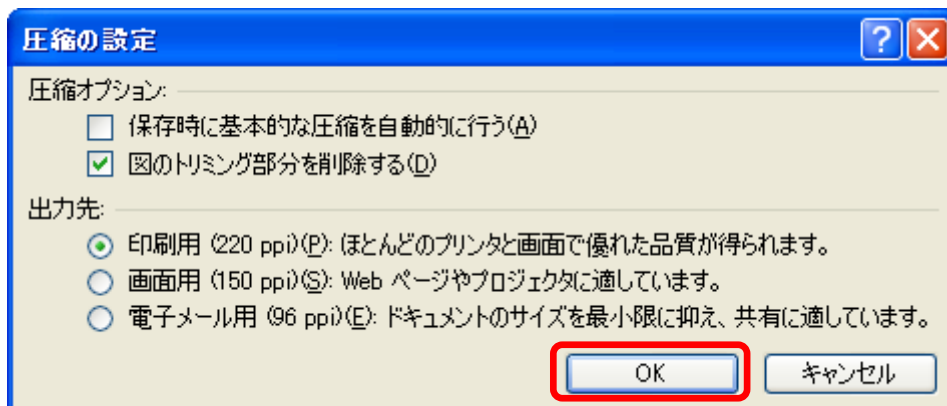 圧縮の設定
圧縮オプション:
保存時に基本的な圧縮を自動的に行う(A)
図のトリミング部分を削除する(D)
出力先:
印刷用 (220 ppi)(P): ほとんどのプリンタと画面で優れた品質が得られます。
画面用 (150 ppi)(S): Web ページやプロジェクタに適しています。
電子メール用 (96 ppi)(E): ドキュメントのサイズを最小限に抑え、共有に適しています。
OK キャンセル